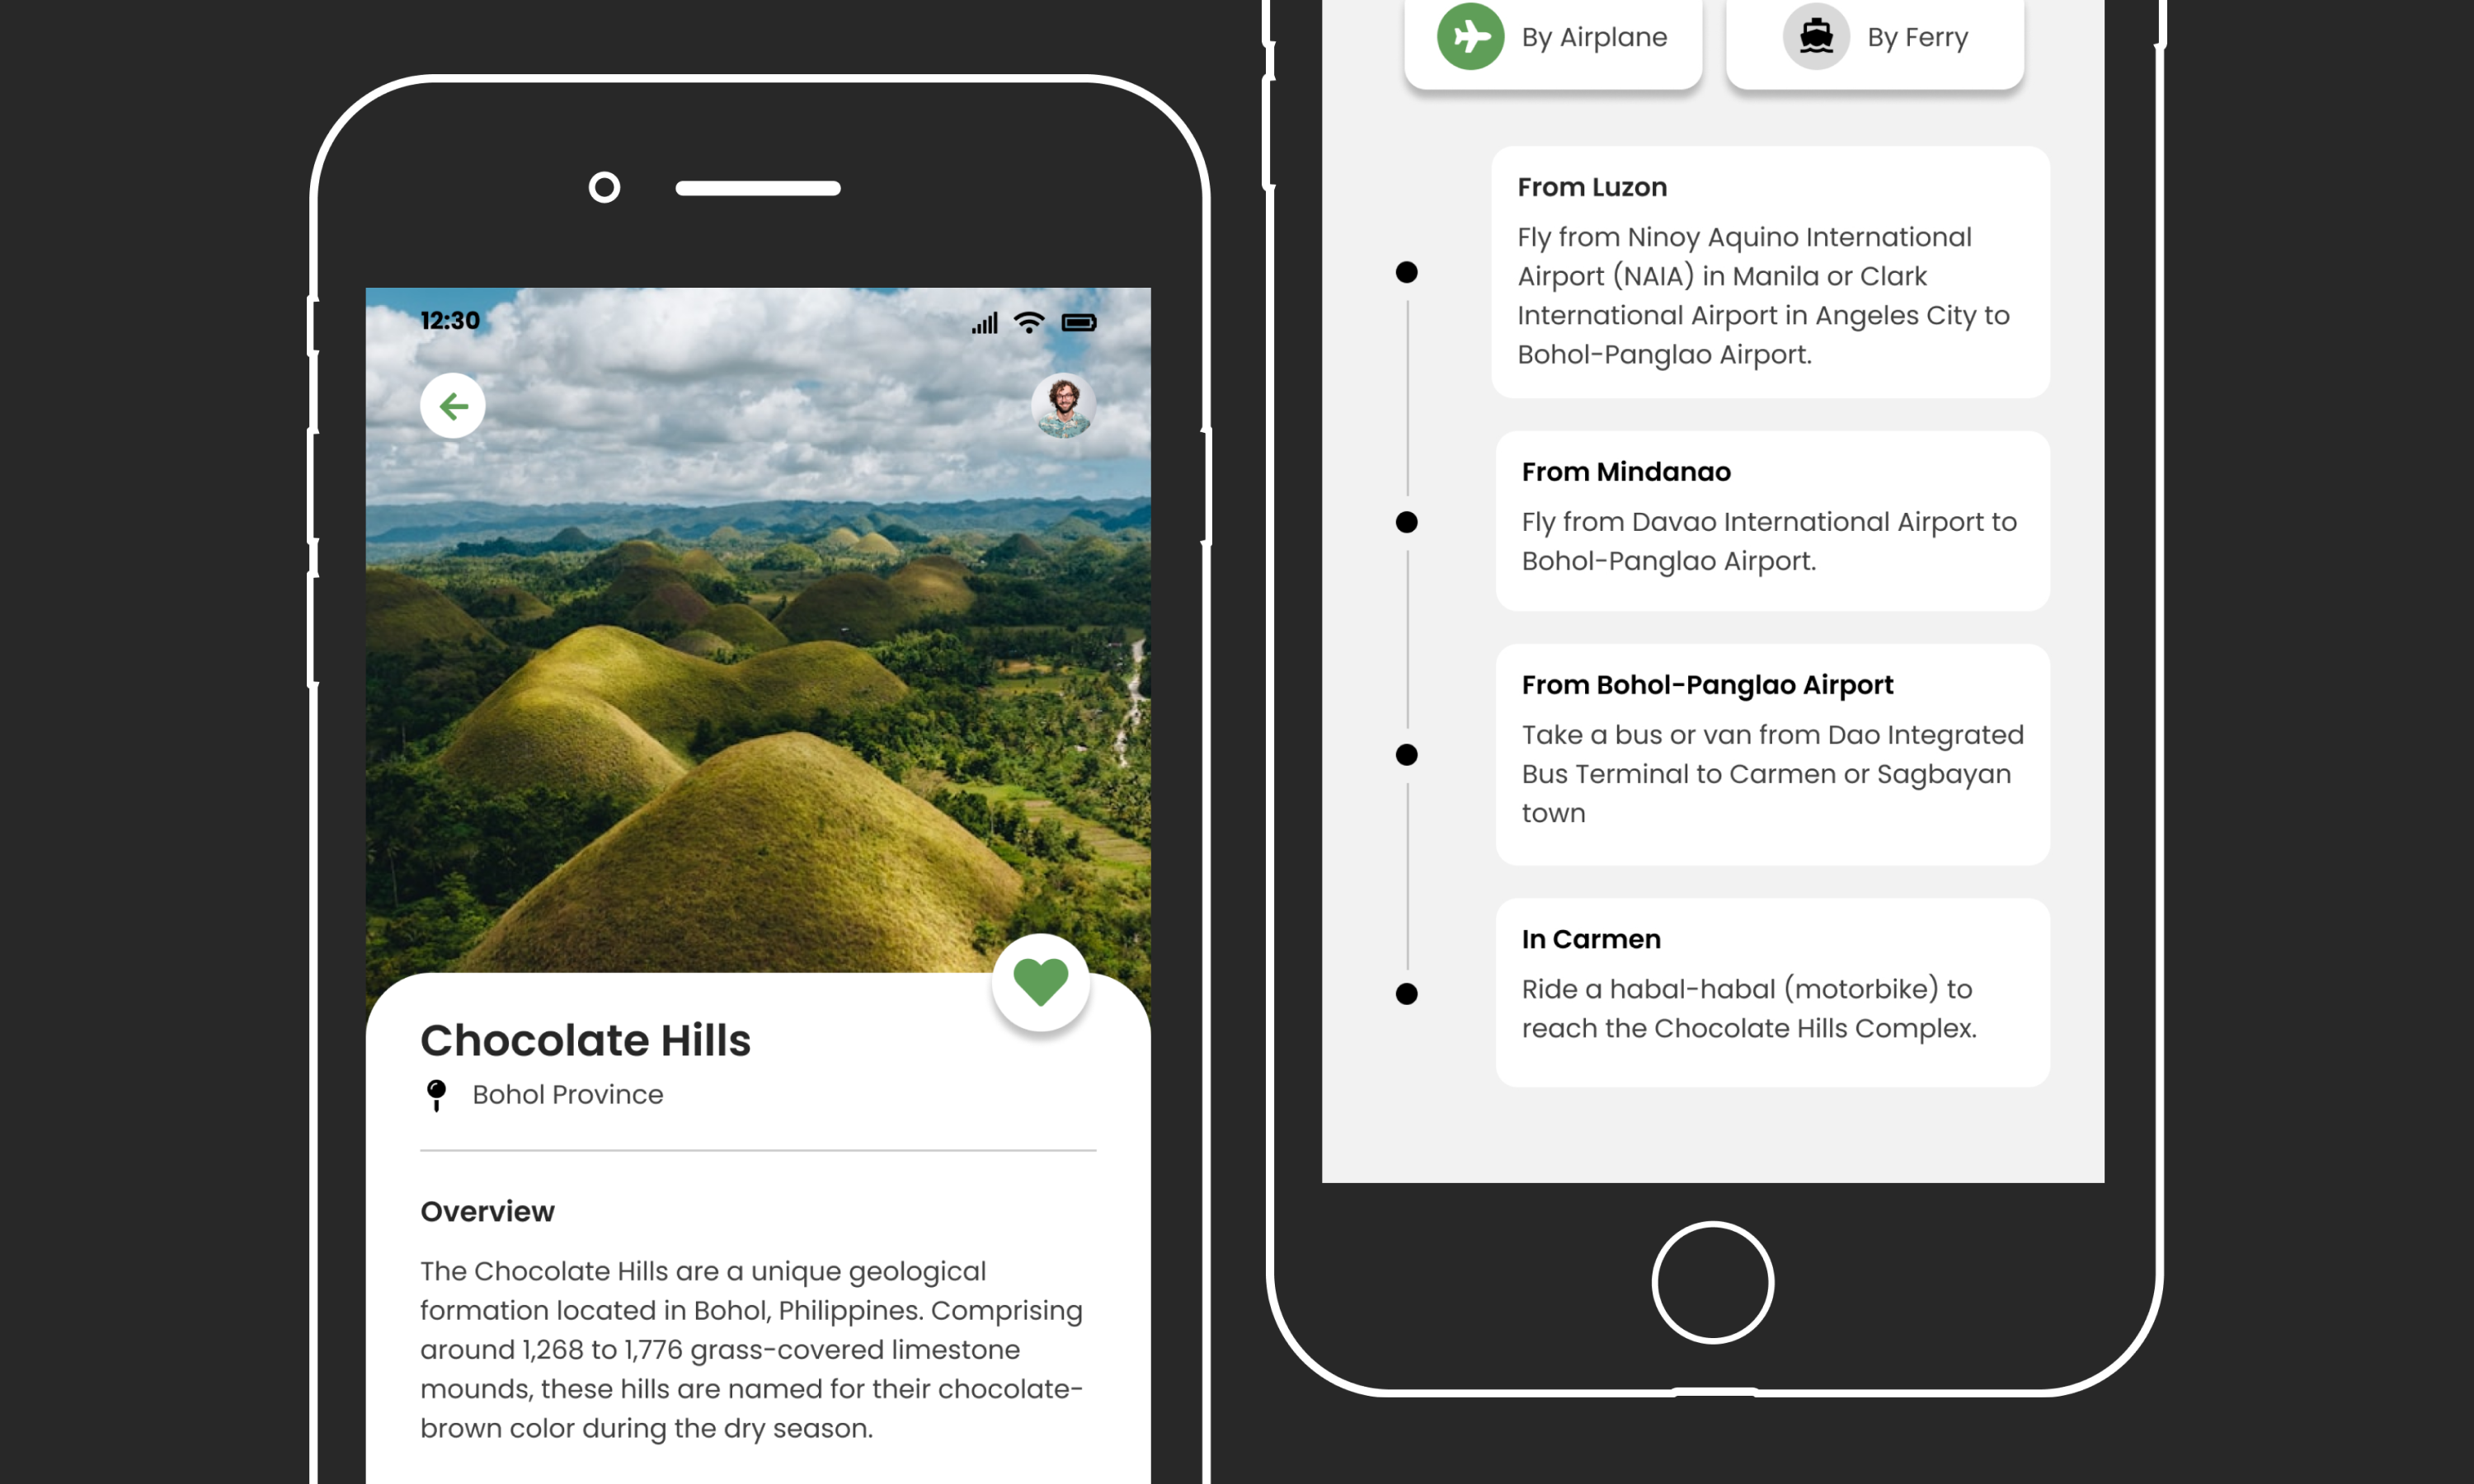 12:30
Chocolate Hills
Bohol Province
Overview
The Chocolate Hills are a unique geological
formation located in Bohol, Philippines. Comprising
around 1,268 to 1,776 grass-covered limestone
mounds, these hills are named for their chocolate-
brown color during the dry season.
By Airplane
By Ferry
From Luzon
Fly from Ninoy Aquino International
Airport (NAIA) in Manila or Clark
International Airport in Angeles City to
Bohol-Panglao Airport.
From Mindanao
Fly from Davao International Airport to
Bohol-Panglao Airport.
From Bohol-Panglao Airport
Take a bus or van from Dao Integrated
Bus Terminal to Carmen or Sagbayan
town
In Carmen
Ride a habal-habal (motorbike) to
reach the Chocolate Hills Complex.